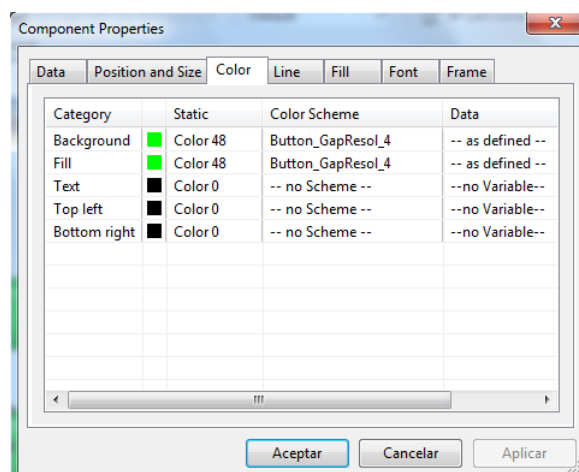 Component Properties
Data Position and Size Color Line Fill Font Frame
Category Static Color Scheme Data
Background Color 48 Button_GapResol_4 -- as defined --
Fill Color 48 Button_GapResol_4 -- as defined --
Text Color 0 -- no Scheme -- --no Variable--
Top left Color 0 -- no Scheme -- --no Variable--
Bottom right Color 0 -- no Scheme -- --no Variable--
Aceptar Cancelar Aplicar